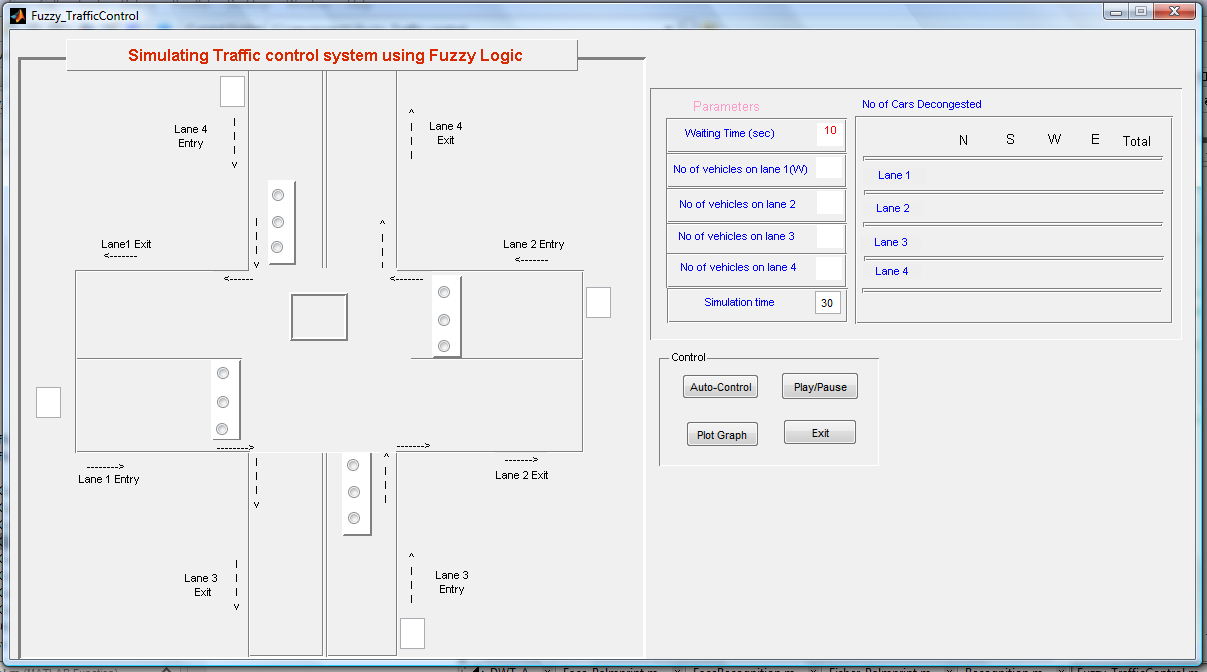 Fuzzy_TrafficControl
Simulating Traffic control system using Fuzzy Logic
Lane 4
Entry
Lane 4
Exit
Lane1 Exit
<-------
Lane 2 Entry
<-------
<------
<------
-------->
------->
------->
Lane 1 Entry
------->
Lane 2 Exit
Lane 3
Exit
Lane 3
Entry
Parameters
Waiting Time (sec) 10
No of vehicles on lane 1(W)
No of vehicles on lane 2
No of vehicles on lane 3
No of vehicles on lane 4
Simulation time 30
No of Cars Decongested
N S W E Total
Lane 1
Lane 2
Lane 3
Lane 4
Control
Auto-Control Play/Pause
Plot Graph Exit